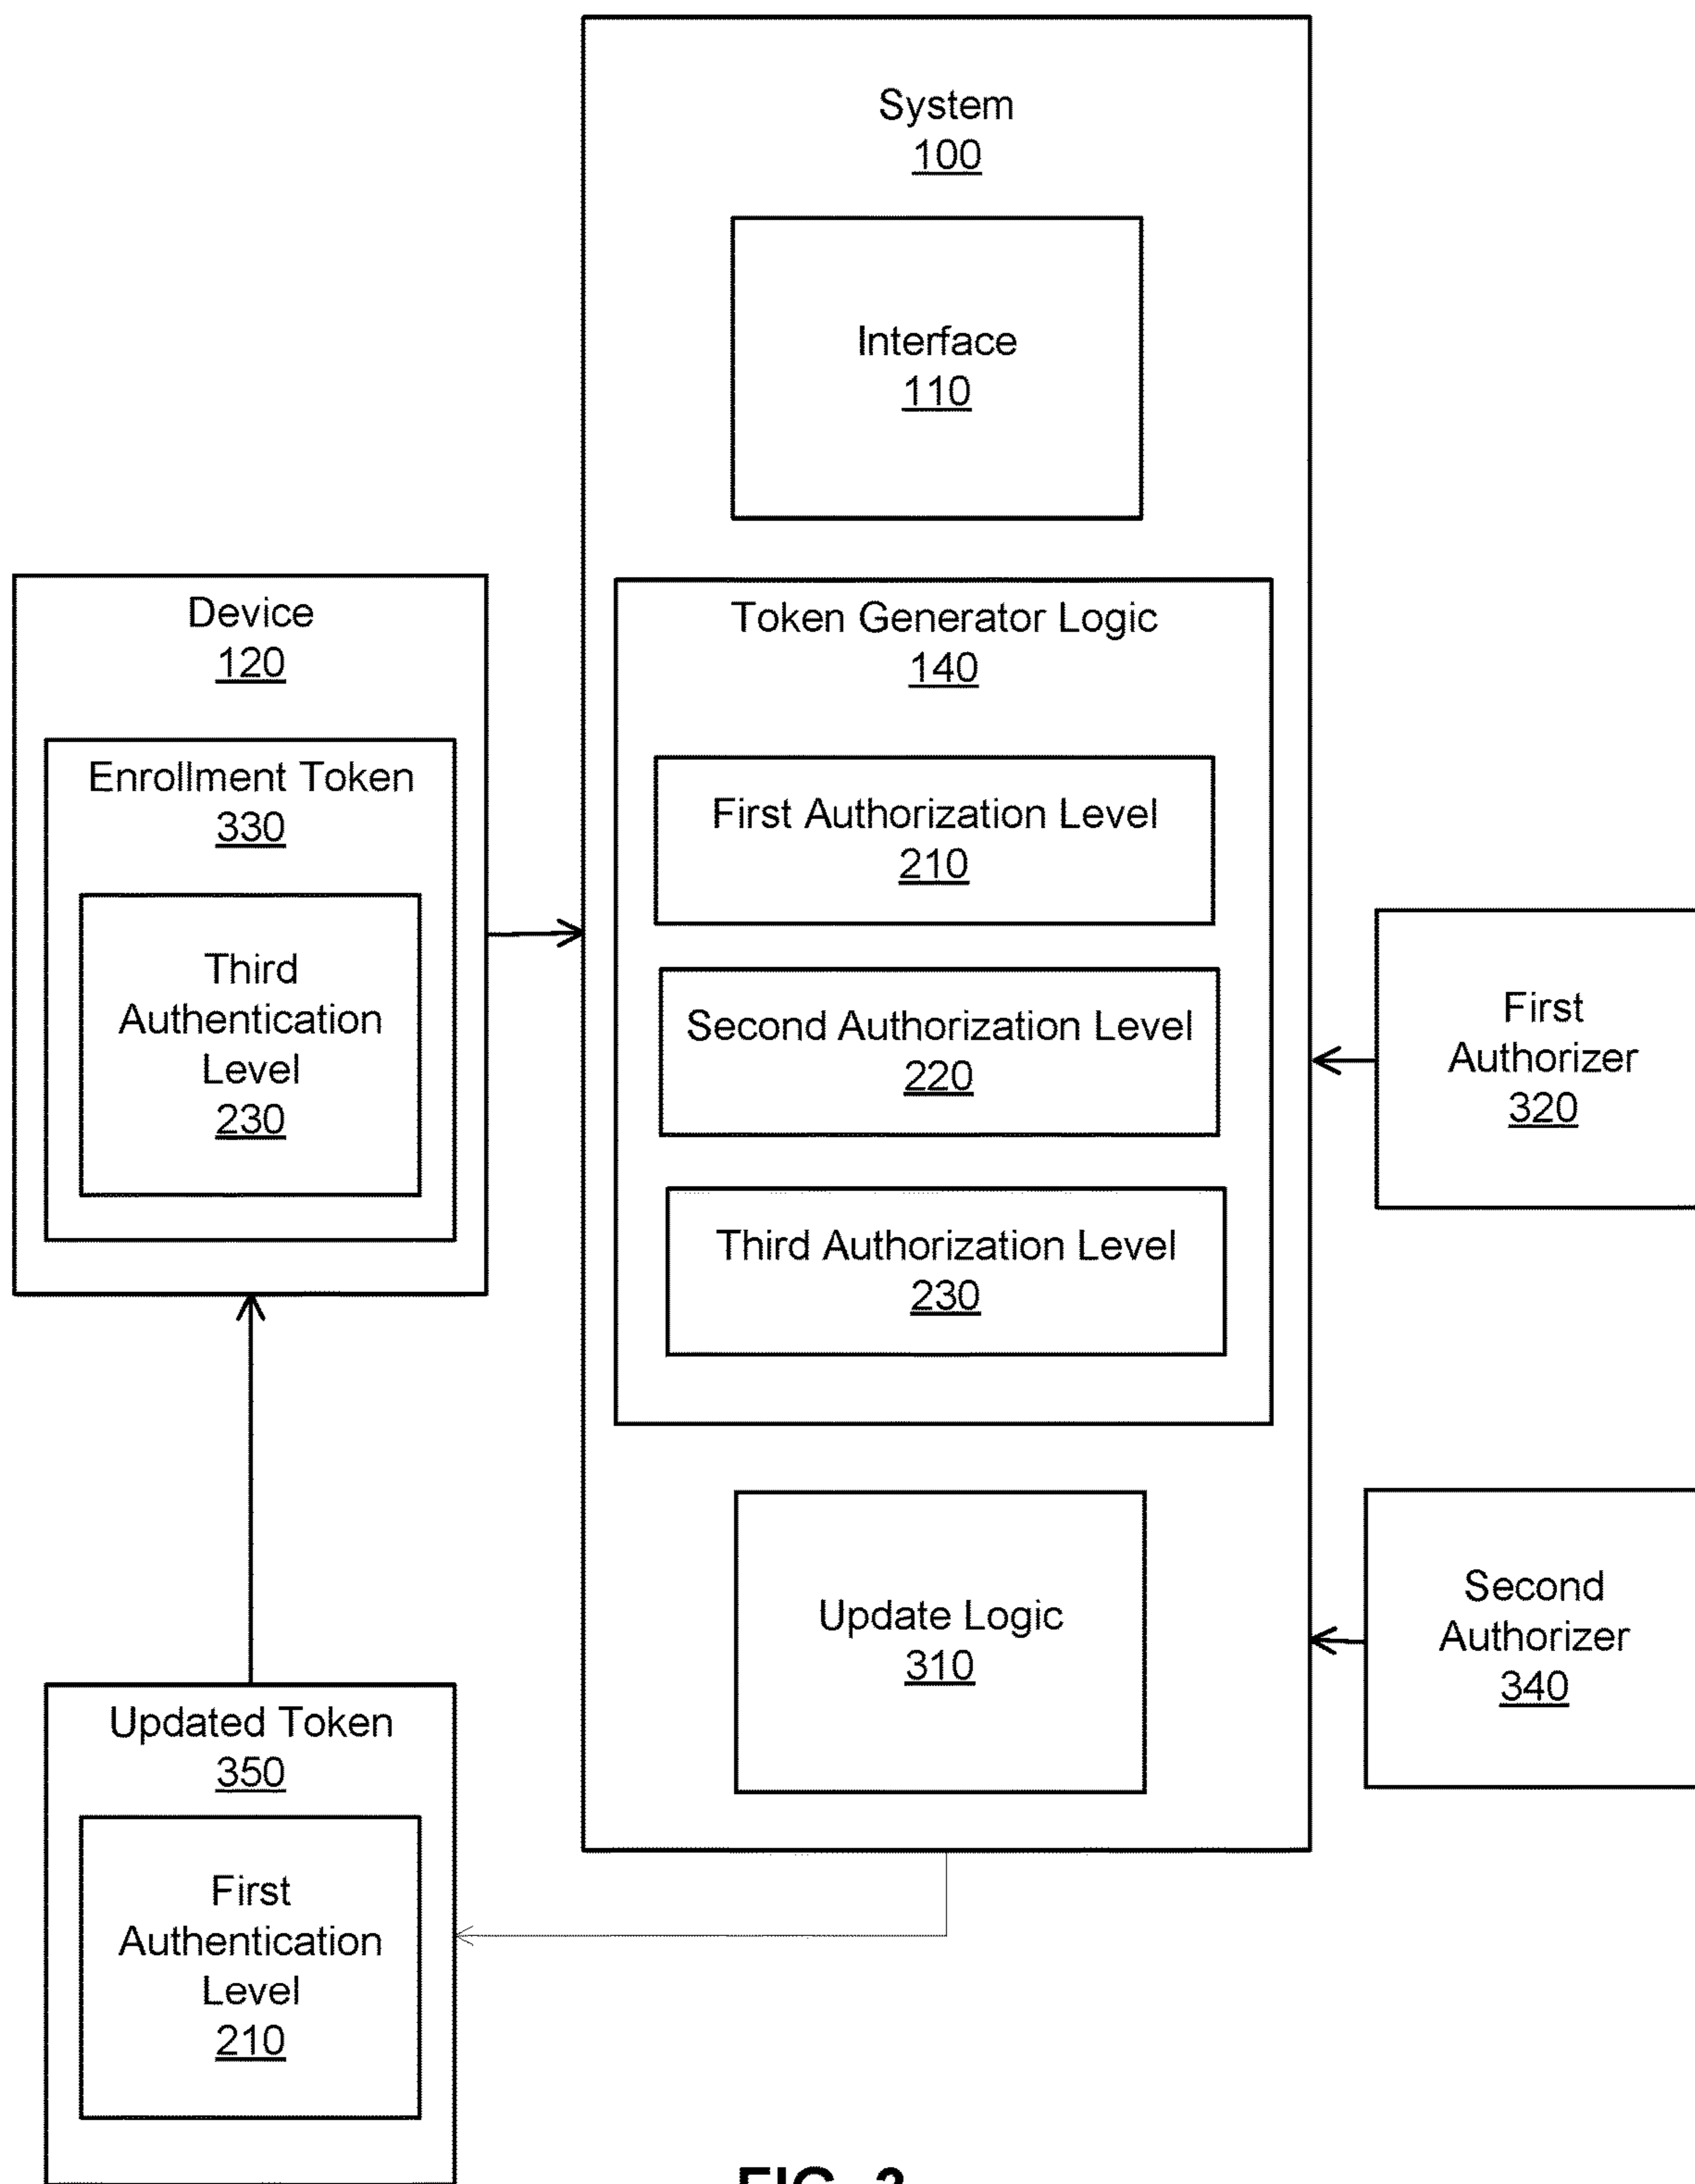 System
100
Interface
110
Device
120
Enrollment Token
330
Third
Authentication
Level
230
Token Generator Logic
140
First Authorization Level
210
Second Authorization Level
220
Third Authorization Level
230
First
Authorizer
320
Update Logic
310
Second
Authorizer
340
Updated Token
350
First
Authentication
Level
210